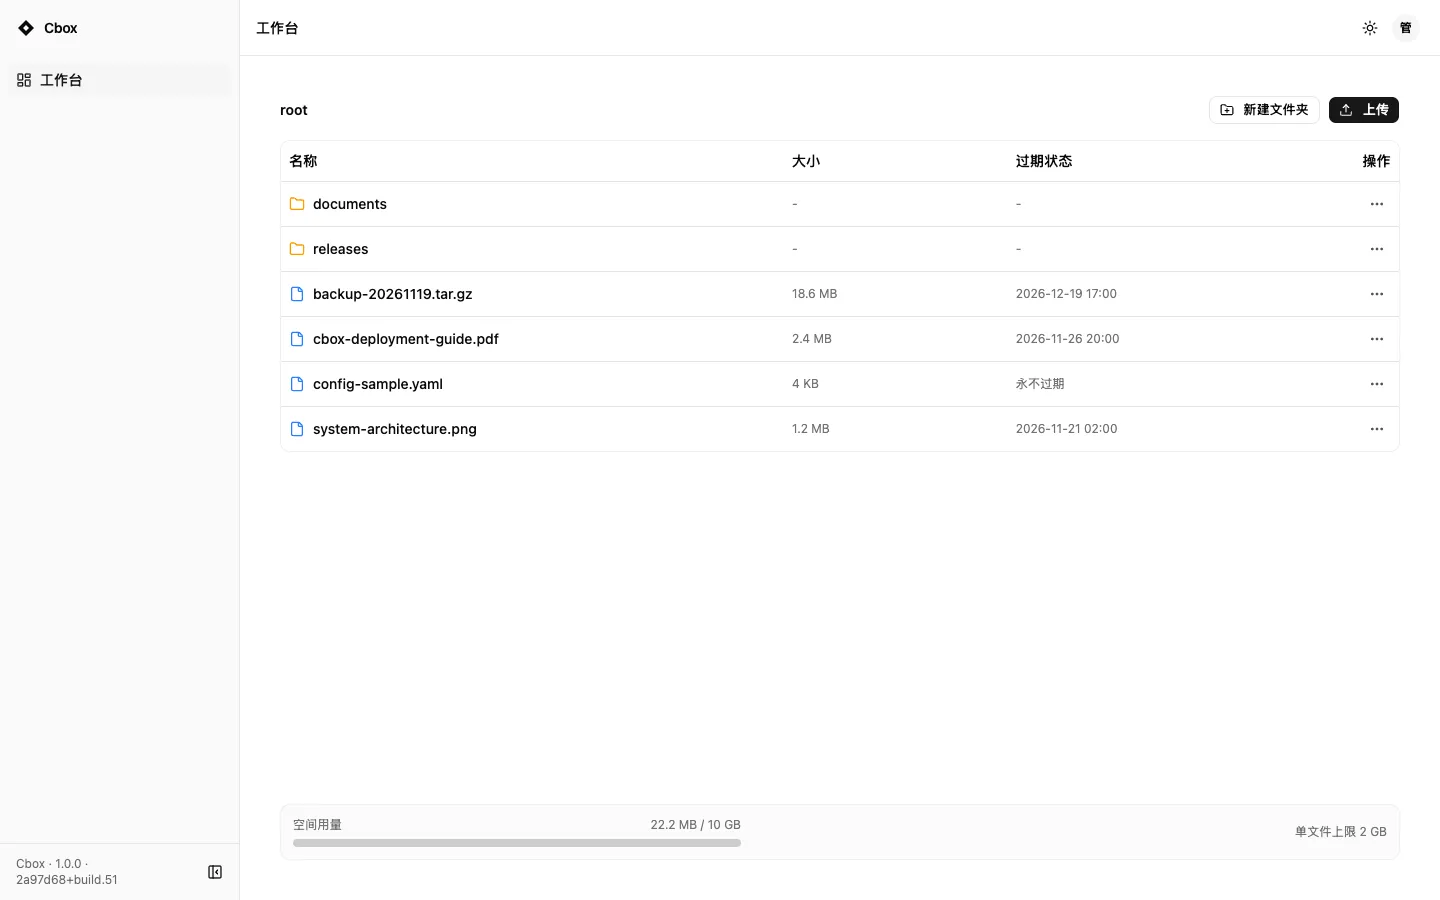 Cbox
工作台
工作台
管
root
新建文件夹
上传
名称 大小 过期状态 操作
documents - -
releases - -
backup-20261119.tar.gz 18.6 MB 2026-12-19 17:00
cbox-deployment-guide.pdf 2.4 MB 2026-11-26 20:00
config-sample.yaml 4 KB 永不过期
system-architecture.png 1.2 MB 2026-11-21 02:00
空间用量 22.2 MB / 10 GB
单文件上限 2 GB
Cbox · 1.0.0 ·
2a97d68+build.51